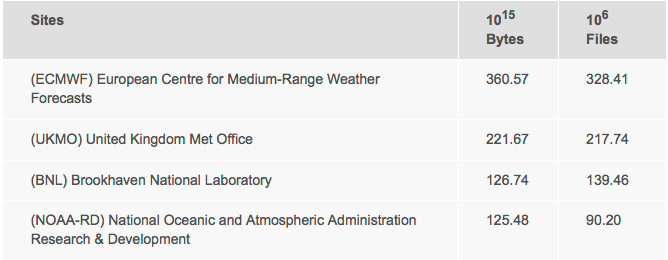 Sites 10^15 10^6
Bytes Files
(ECMWF) European Centre for Medium-Range Weather 360.57 328.41
Forecasts
(UKMO) United Kingdom Met Office 221.67 217.74
(BNL) Brookhaven National Laboratory 126.74 139.46
(NOAA-RD) National Oceanic and Atmospheric Administration 125.48 90.20
Research & Development